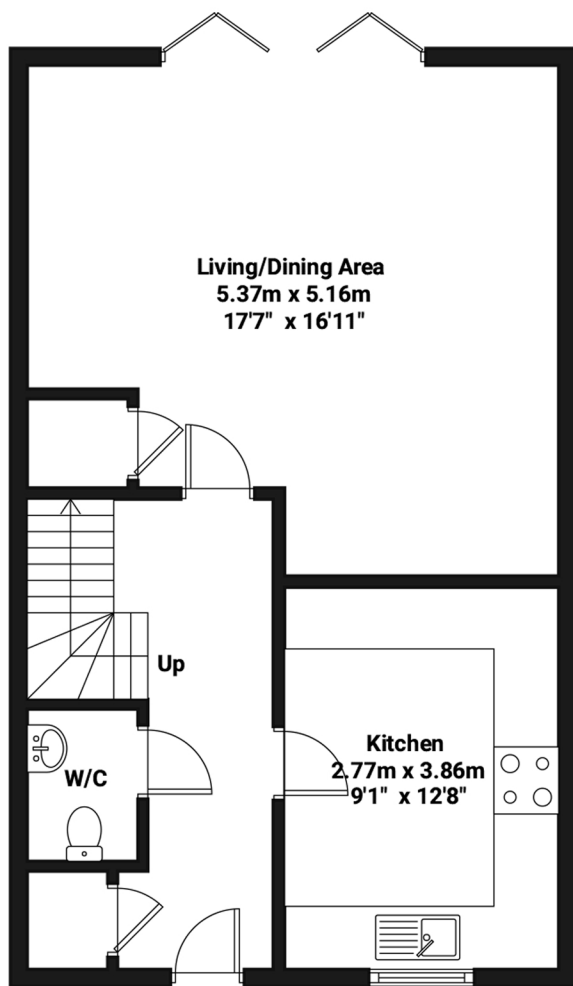 Living/Dining Area
5.37m x 5.16m
17'7" x 16'11"
Up
Kitchen
2.77m x 3.86m
9'1" x 12'8"
W/C